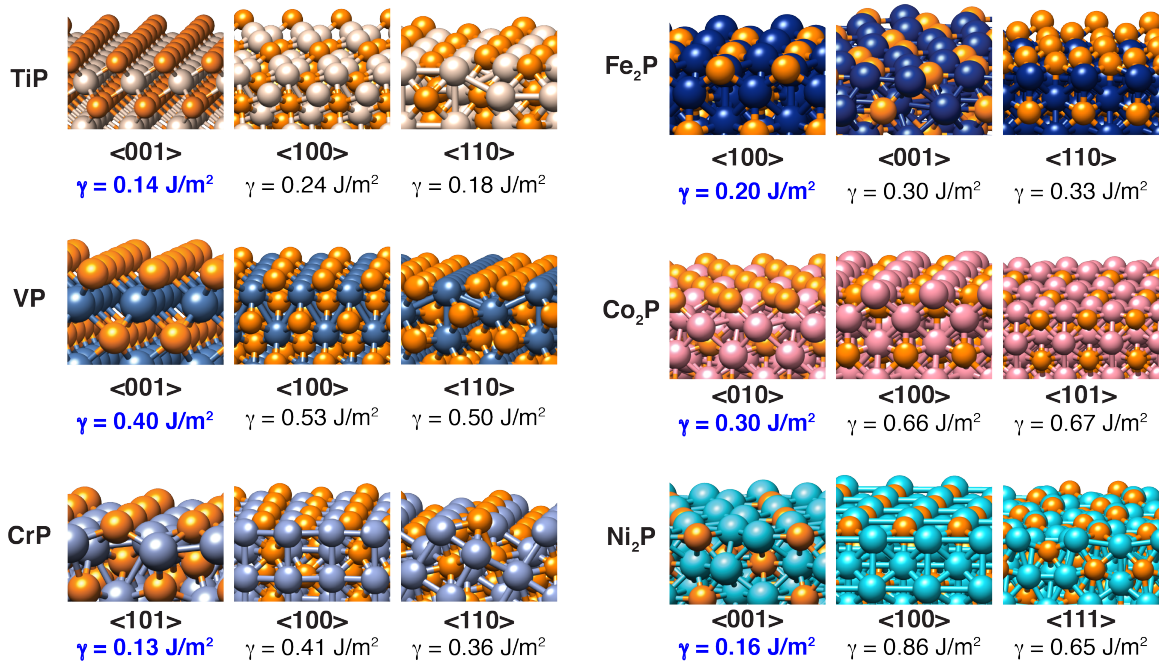 TiP
<001> <100> <110>
γ = 0.14 J/m² γ = 0.24 J/m² γ = 0.18 J/m²
VP
<001> <100> <110>
γ = 0.40 J/m² γ = 0.53 J/m² γ = 0.50 J/m²
CrP
<101> <100> <110>
γ = 0.13 J/m² γ = 0.41 J/m² γ = 0.36 J/m²
Fe₂P
<100> <001> <110>
γ = 0.20 J/m² γ = 0.30 J/m² γ = 0.33 J/m²
Co₂P
<010> <100> <101>
γ = 0.30 J/m² γ = 0.66 J/m² γ = 0.67 J/m²
Ni₂P
<001> <100> <111>
γ = 0.16 J/m² γ = 0.86 J/m² γ = 0.65 J/m²